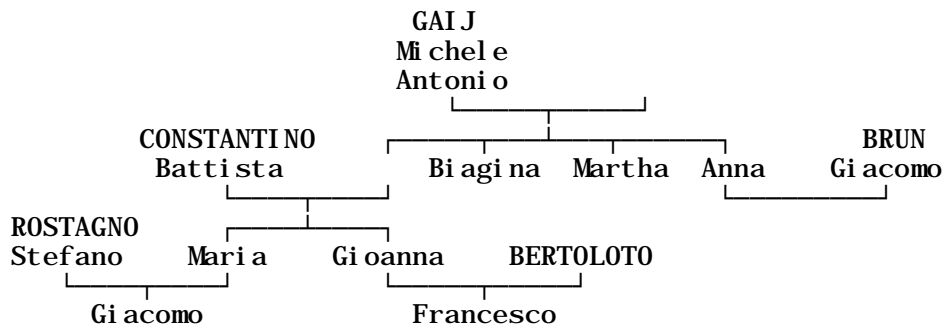 GAIJ
Michele
Antonio
CONSTANTINO BRUN
Battista Biagina Martha Anna Giacomo
ROSTAGNO
Stefano Maria Gioanna BERTOLOTO
Giacomo Francesco